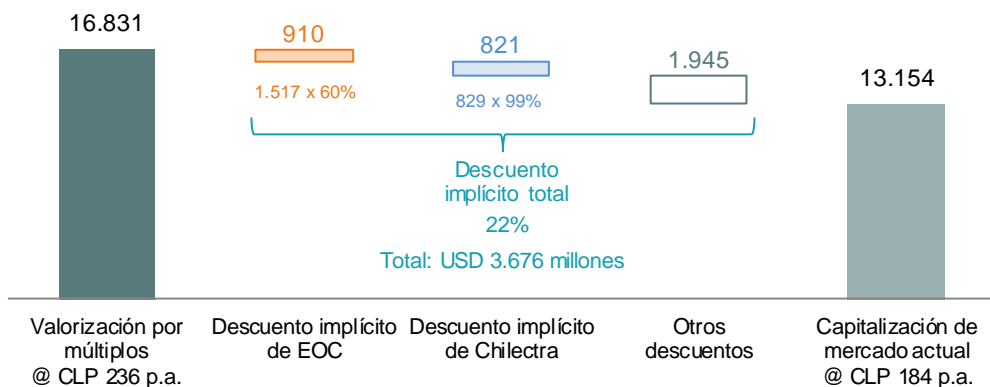 16.831
910
821
1.945
13.154
1.517 x 60%
829 x 99%
Descuento
implícito total
22%
Total: USD 3.676 millones
Valorización por
múltiplos
@ CLP 236 p.a.
Descuento implícito
de EOC
Descuento implícito
de Chilectra
Otros
descuentos
Capitalización de
mercado actual
@ CLP 184 p.a.